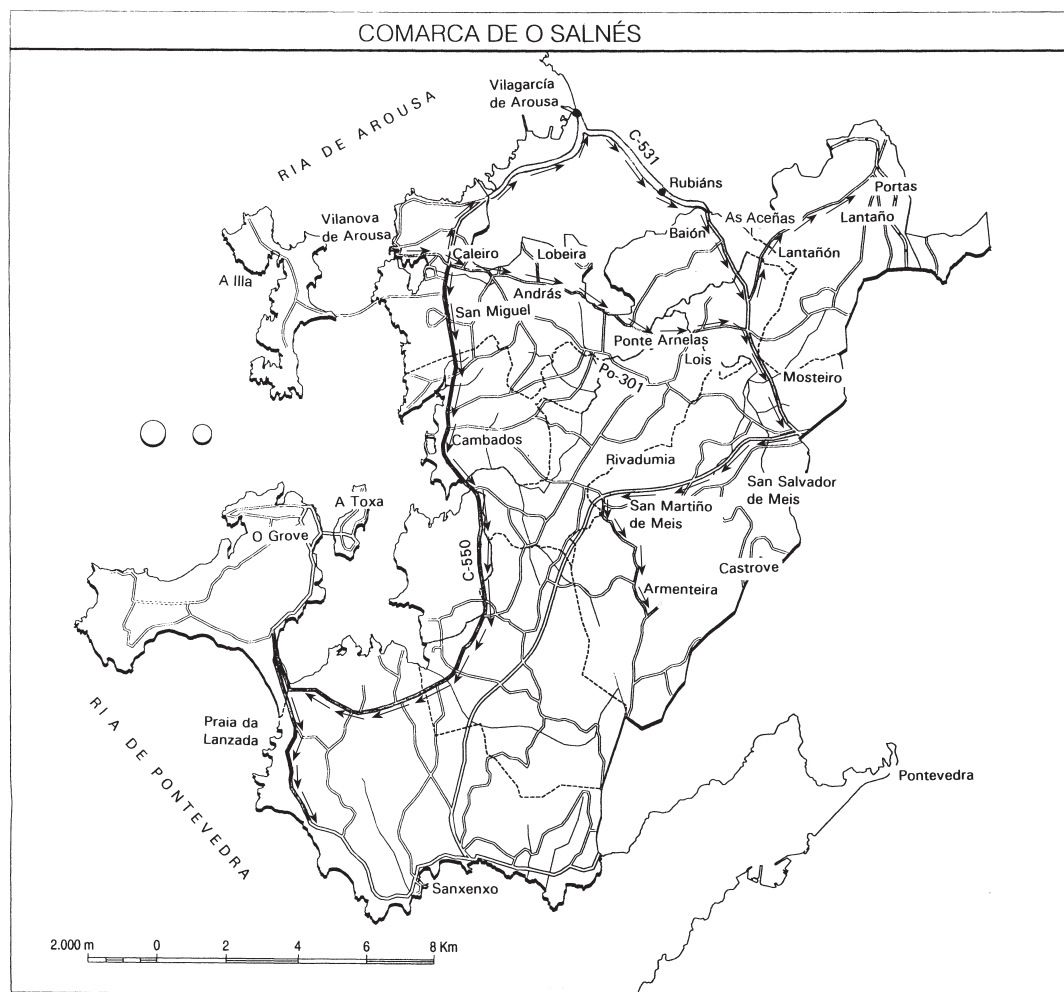 COMARCA DE O SALNÉS
Vilagarcía
de Arousa
RIA DE AROUSA
C-531
Rubiáns
Portas
Vilanova
de Arousa
As Aceñas
Lantaño
Baión
Caleiro
Lobeira
Lantañón
A Illa
András
San Miguel
Ponte Arnelas
Lois
Po-301
Mosteiro
Cambados
Rivadumia
San Salvador
de Meis
A Toxa
San Martiño
de Meis
O Grove
C-550
Castrove
Armenteira
RIA DE PONTEVEDRA
Praia da
Lanzada
Pontevedra
Sanxenxo
2.000 m 0 2 4 6 8 Km